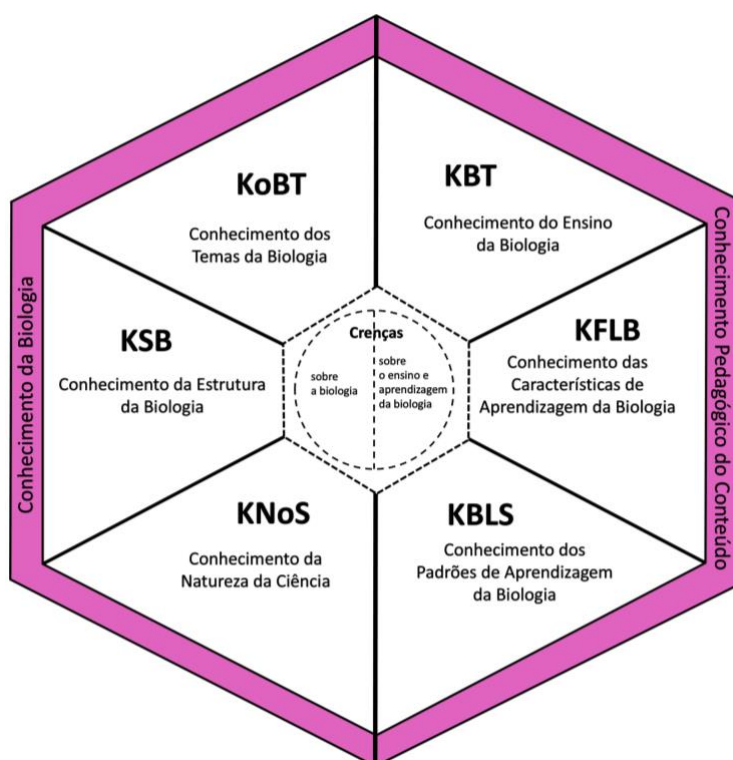 KoBT
Conhecimento dos
Temas da Biologia
KBT
Conhecimento do Ensino
da Biologia
KSB
Conhecimento da Estrutura
da Biologia
Crenças
sobre
a biologia
sobre
o ensino e
aprendizagem
da biologia
KFLB
Conhecimento das
Características de
Aprendizagem da Biologia
KNoS
Conhecimento da
Natureza da Ciência
KBLS
Conhecimento dos
Padrões de Aprendizagem
da Biologia
Conhecimento da Biologia
Conhecimento Pedagógico do Conteúdo